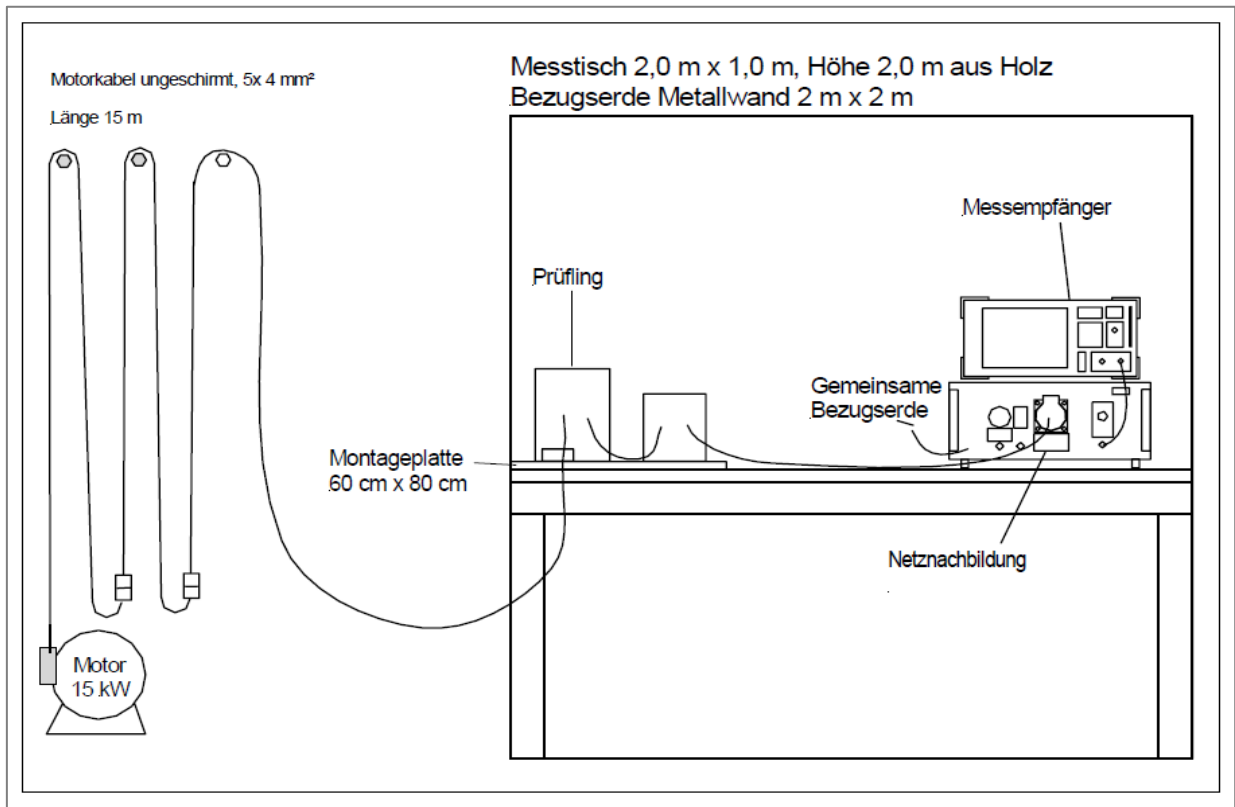 Motorkabel ungeschirmt, 5x 4 mm²
Länge 15 m
Messtisch 2,0 m x 1,0 m, Höhe 2,0 m aus Holz
Bezugserde Metallwand 2 m x 2 m
Messempfänger
Prüfling
Gemeinsame
Bezugserde
Montageplatte
60 cm x 80 cm
Netznachbildung
Motor
15 kW